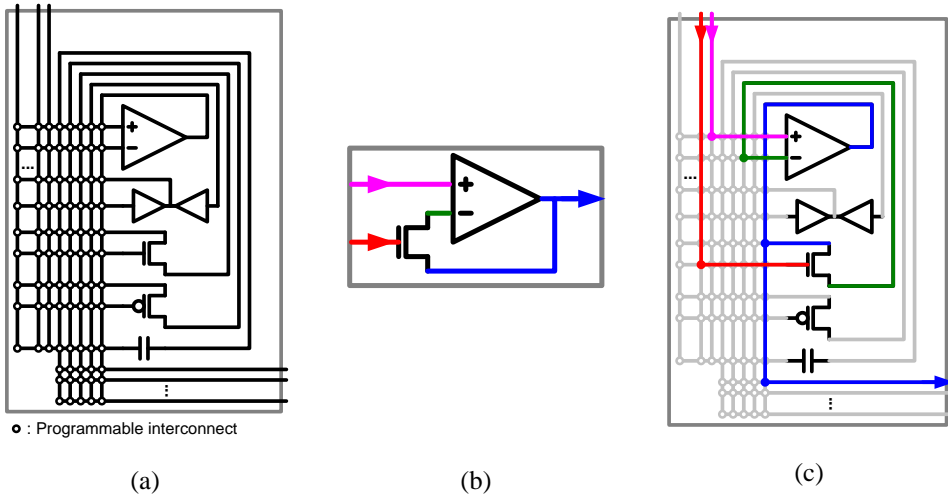 +
−
...
...
: Programmable interconnect
(a)
+
−
(b)
+
−
...
...
(c)